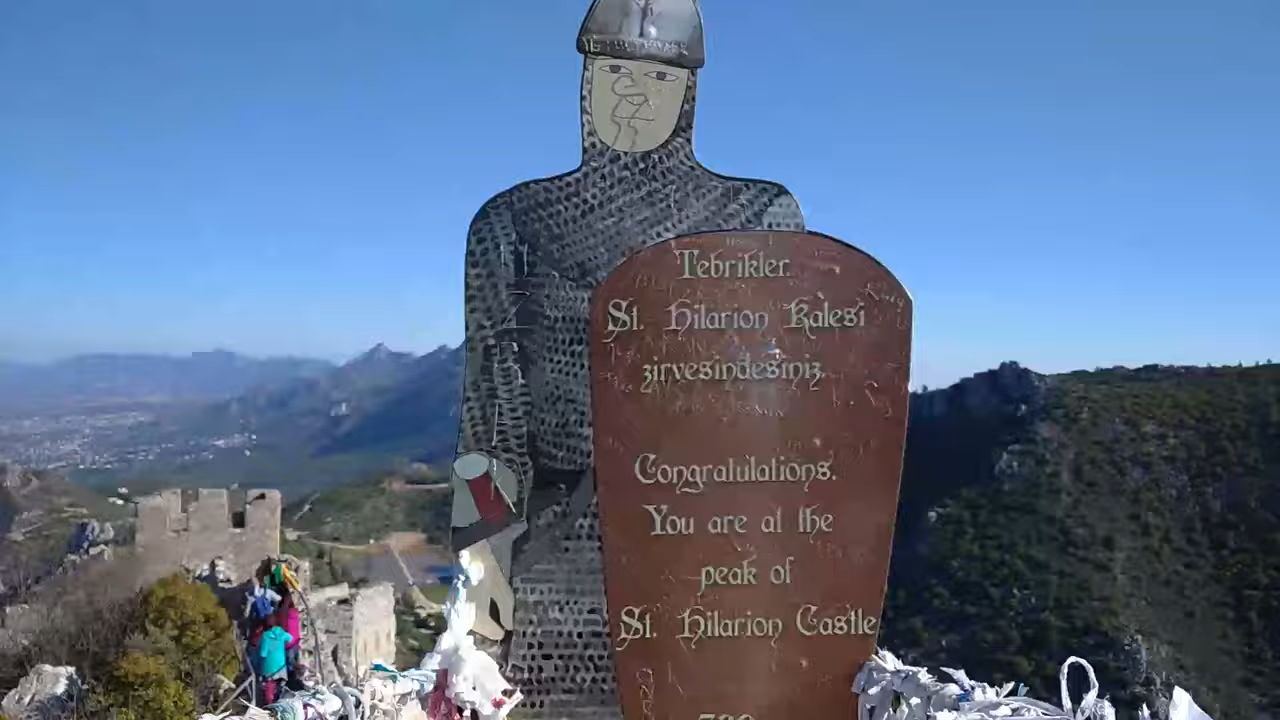 Tebrikler.
St. Hilarion Kalesi
zirvesindesiniz.
Congratulations.
You are at the
peak of
St. Hilarion Castle